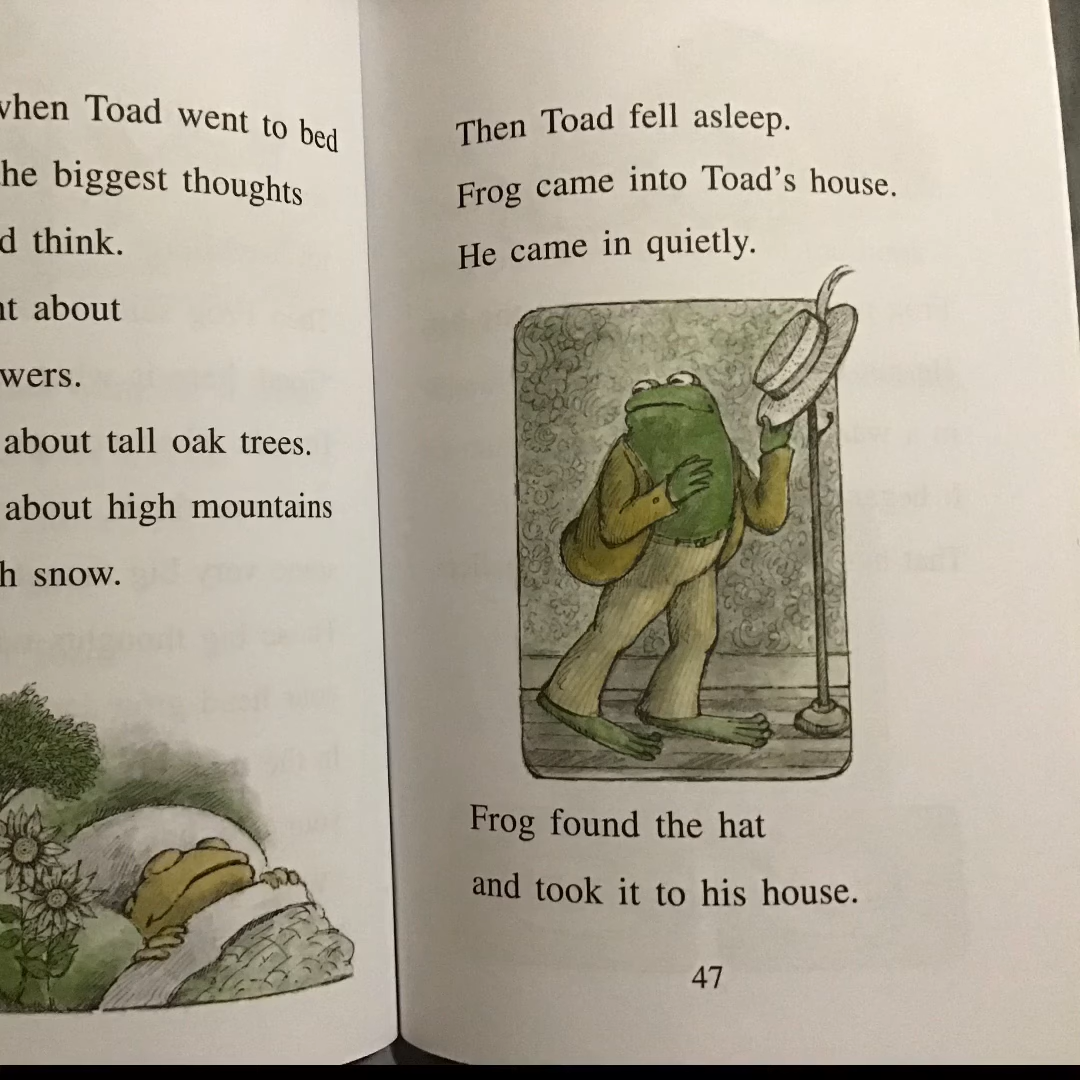 when Toad went to bed
he biggest thoughts
d think.
t about
wers.
about tall oak trees.
about high mountains
h snow.
Then Toad fell asleep.
Frog came into Toad's house.
He came in quietly.
Frog found the hat
and took it to his house.
47